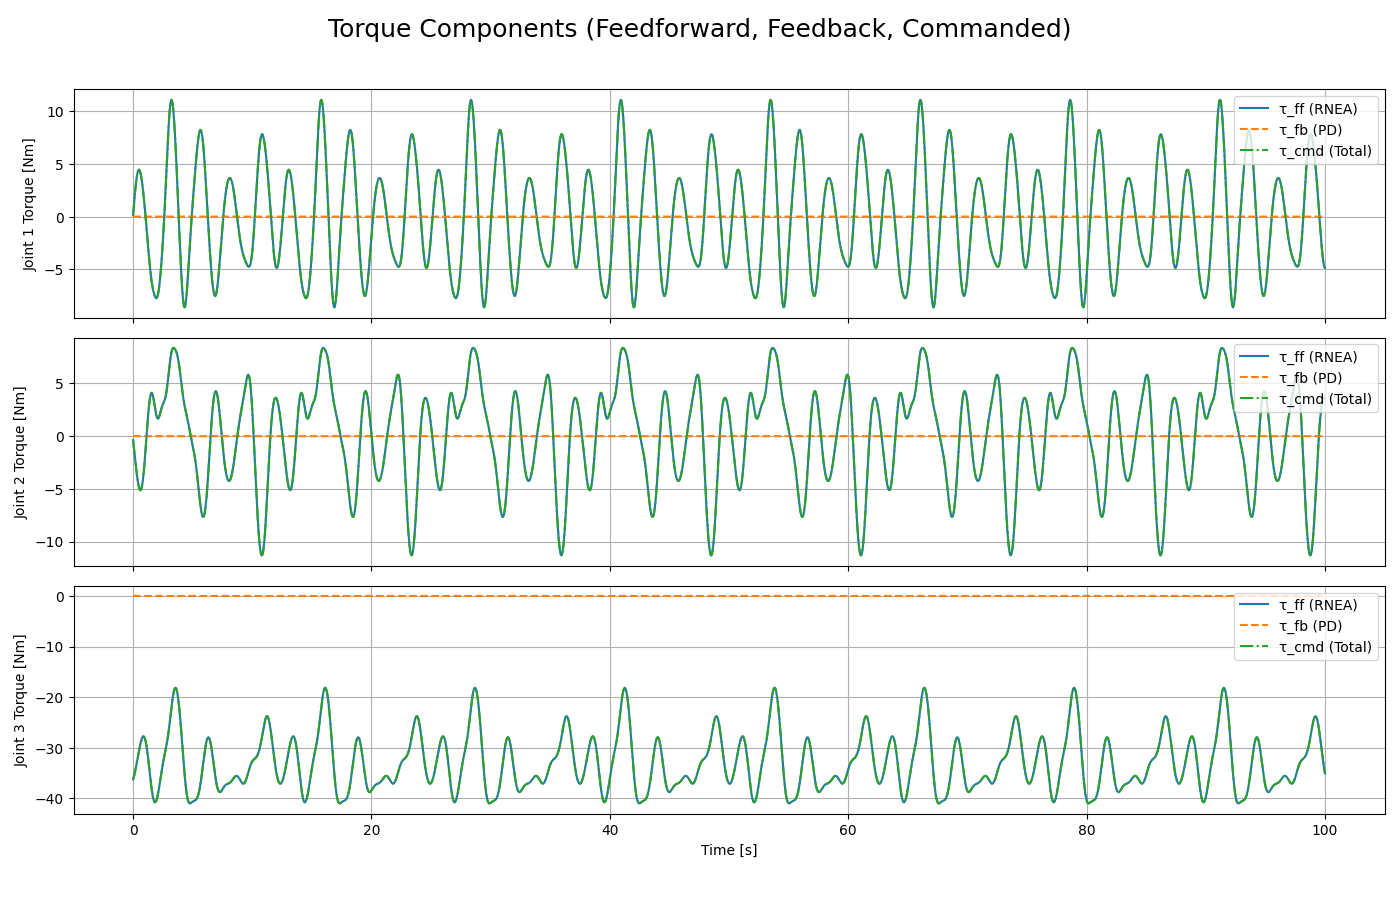 Torque Components (Feedforward, Feedback, Commanded)
Joint 1 Torque [Nm]
10
5
0
−5
τ_ff (RNEA)
τ_fb (PD)
τ_cmd (Total)
Joint 2 Torque [Nm]
5
0
−5
−10
τ_ff (RNEA)
τ_fb (PD)
τ_cmd (Total)
Joint 3 Torque [Nm]
0
−10
−20
−30
−40
τ_ff (RNEA)
τ_fb (PD)
τ_cmd (Total)
0 20 40 60 80 100
Time [s]